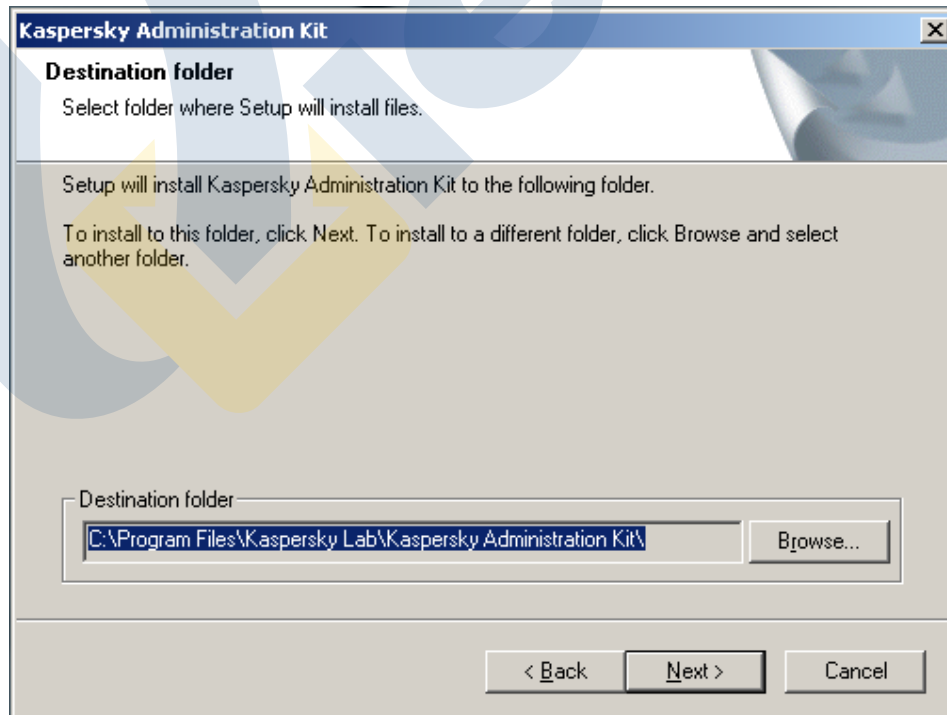 Kaspersky Administration Kit
Destination folder
Select folder where Setup will install files.
Setup will install Kaspersky Administration Kit to the following folder.
To install to this folder, click Next. To install to a different folder, click Browse and select
another folder.
Destination folder
C:\Program Files\Kaspersky Lab\Kaspersky Administration Kit\
Browse...
< Back
Next >
Cancel